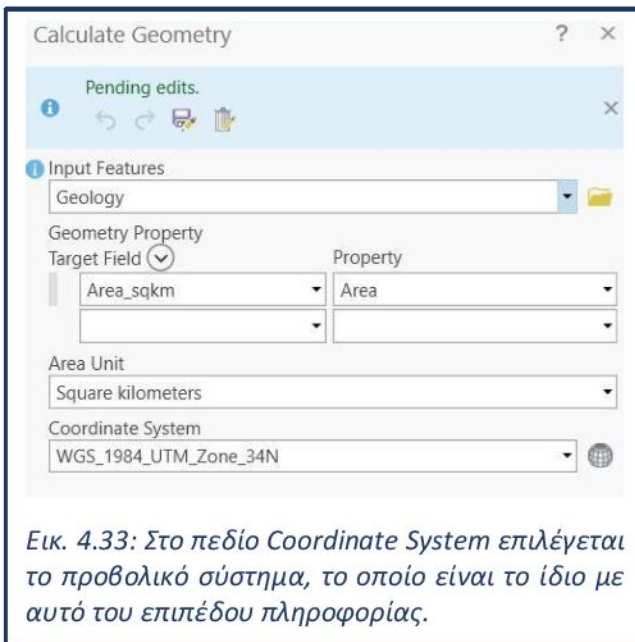 Calculate Geometry ? ×
Pending edits.
Input Features
Geology
Geometry Property
Target Field Property
Area_sqkm Area
Area Unit
Square kilometers
Coordinate System
WGS_1984_UTM_Zone_34N
Εικ. 4.33: Στο πεδίο Coordinate System επιλέγεται
το προβολικό σύστημα, το οποίο είναι το ίδιο με
αυτό του επιπέδου πληροφορίας.